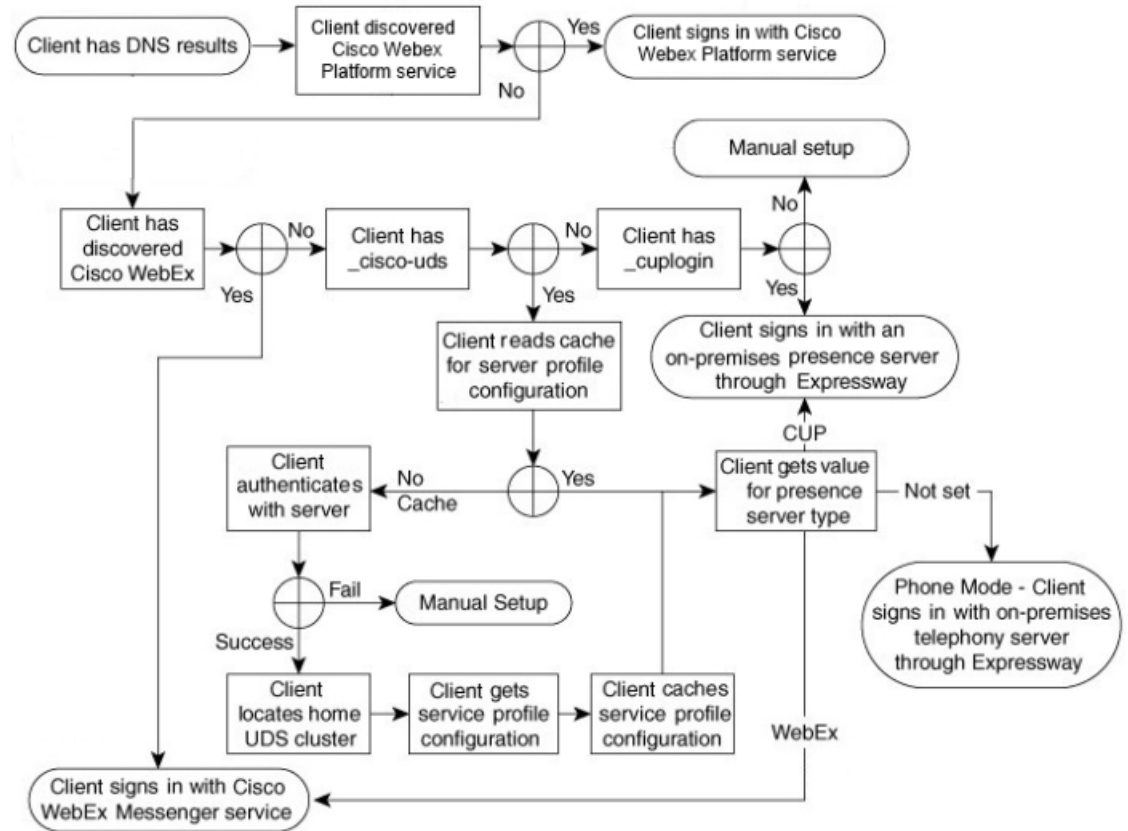 Client has DNS results
Client discovered
Cisco Webex
Platform service
Yes
Client signs in with Cisco
Webex Platform service
No
Manual setup
Client has
discovered
Cisco WebEx
No
Yes
Client has
_cisco-uds
No
Yes
Client has
_cuplogin
No
Yes
Client reads cache
for server profile
configuration
Client signs in with an
on-premises presence server
through Expressway
CUP
Client
authenticates
with server
No
Cache
Yes
Client gets value
for presence
server type
Not set
Fail
Manual Setup
Success
Phone Mode - Client
signs in with on-premises
telephony server
through Expressway
Client
locates home
UDS cluster
Client gets
service profile
configuration
Client caches
service profile
configuration
WebEx
Client signs in with Cisco
WebEx Messenger service